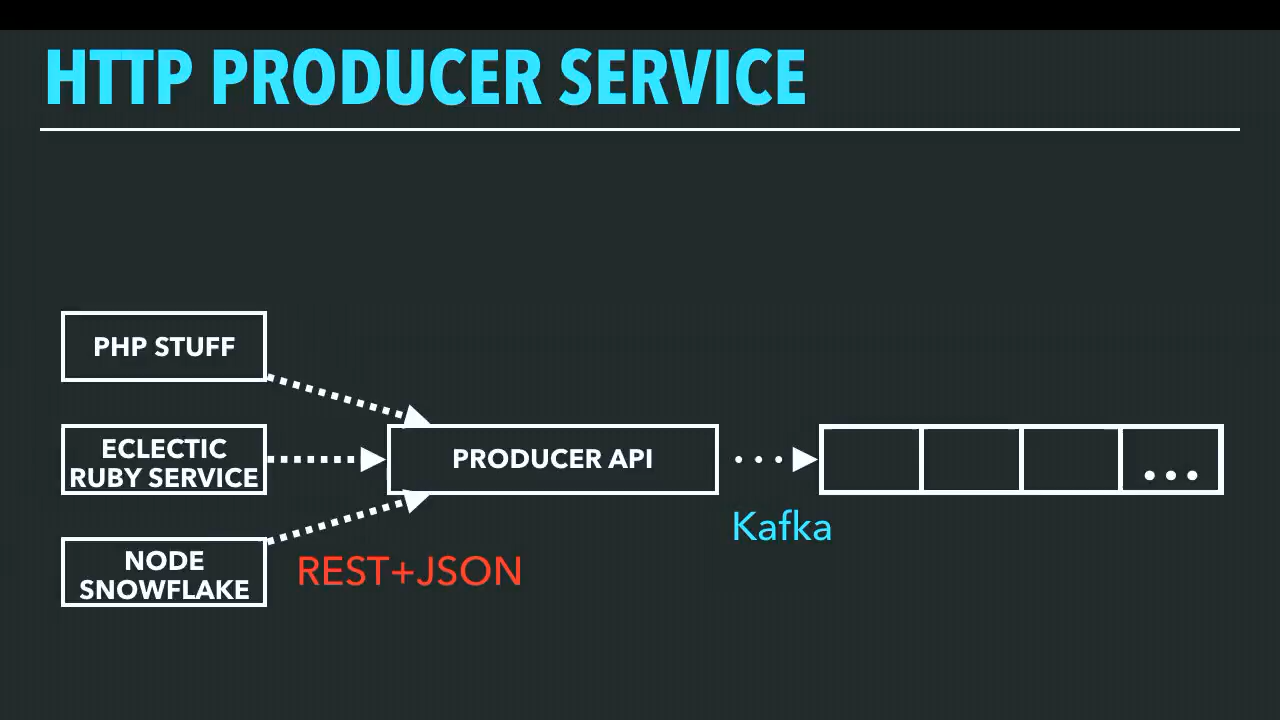 HTTP PRODUCER SERVICE
PHP STUFF
ECLECTIC
RUBY SERVICE
NODE
SNOWFLAKE
REST+JSON
PRODUCER API
Kafka
...